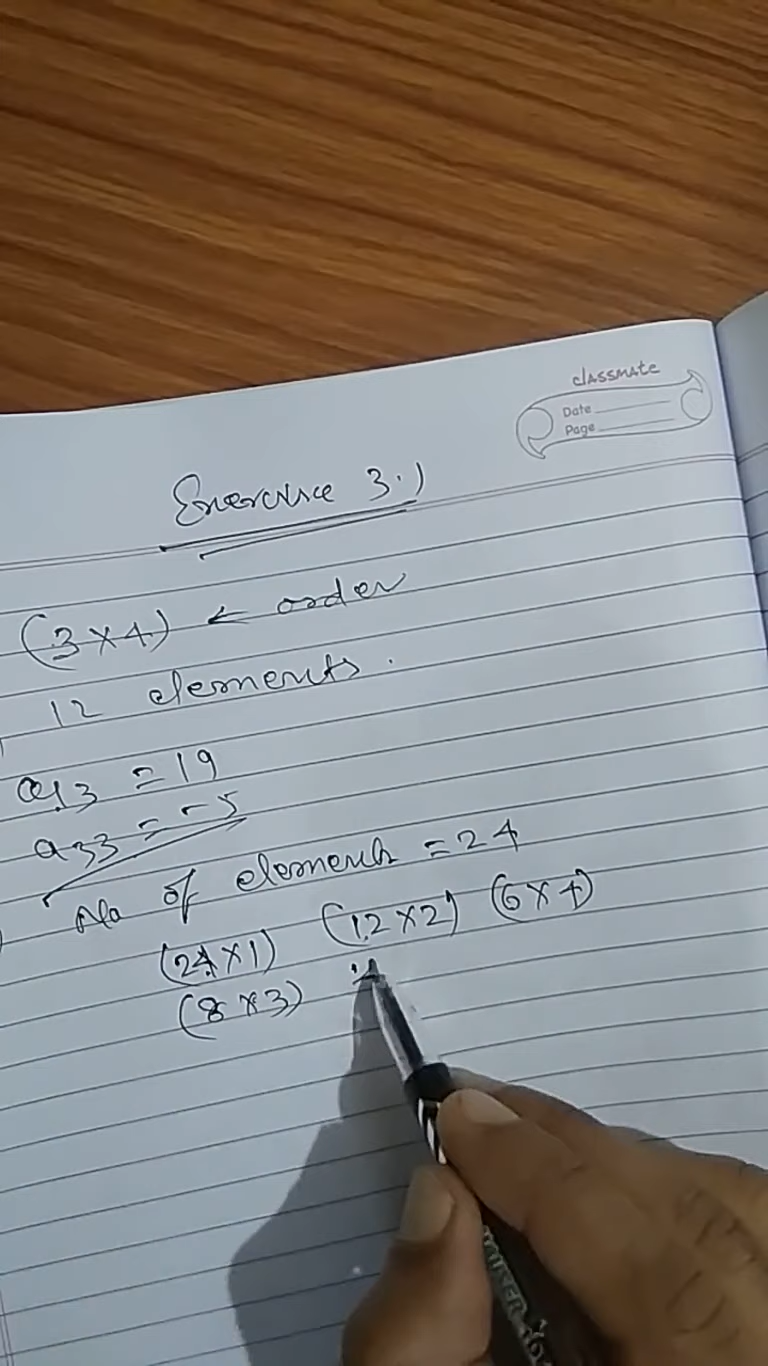 classmate
Date
Page
Exercise 3.1
(3×4) ← order
12 elements.
a13 = 19
a33 = -5
No of elements = 24
(24×1) (12×2) (6×4)
(8×3)